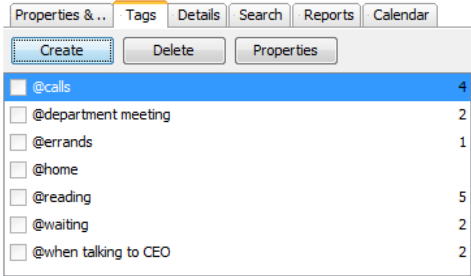 Properties & .. Tags Details Search Reports Calendar
Create Delete Properties
@calls 4
@department meeting 2
@errands 1
@home
@reading 5
@waiting 2
@when talking to CEO 2